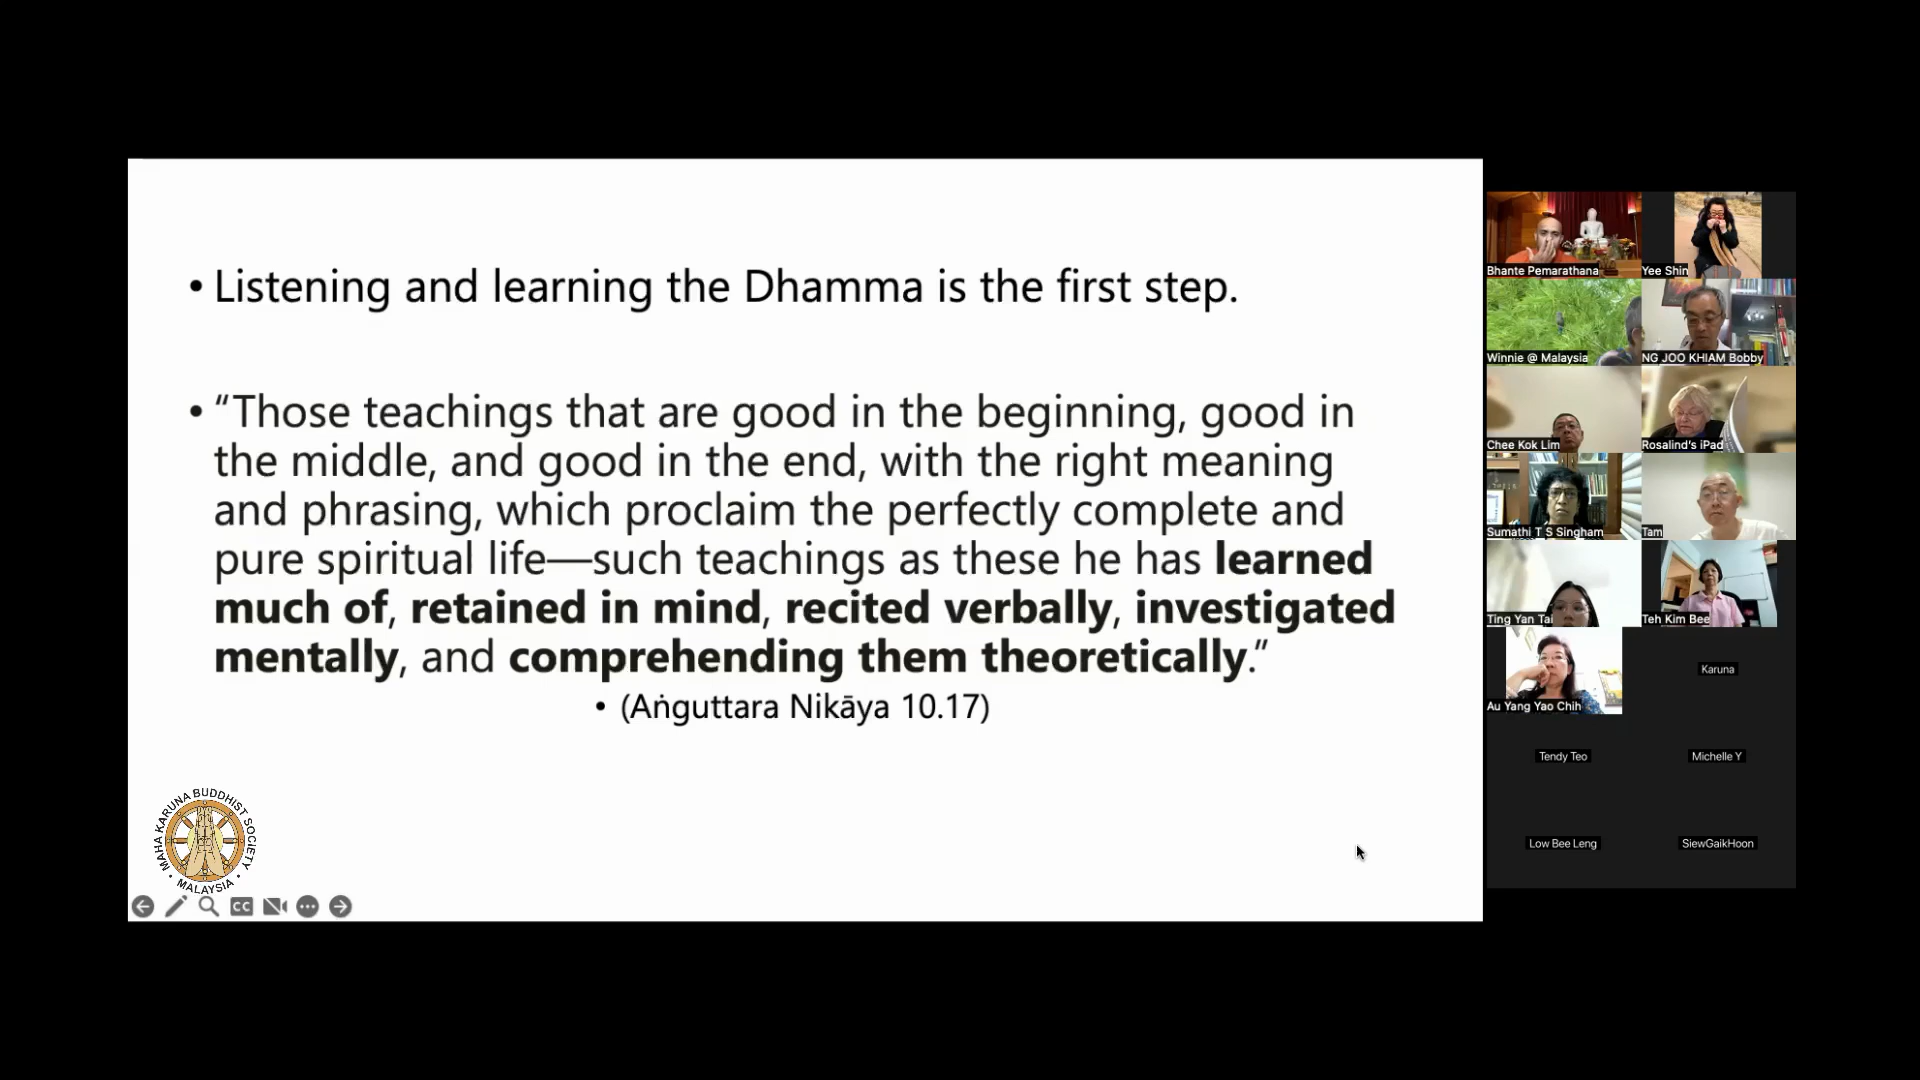 • Listening and learning the Dhamma is the first step.
• “Those teachings that are good in the beginning, good in
the middle, and good in the end, with the right meaning
and phrasing, which proclaim the perfectly complete and
pure spiritual life—such teachings as these he has learned
much of, retained in mind, recited verbally, investigated
mentally, and comprehending them theoretically.”
• (Aṅguttara Nikāya 10.17)
MAHA KARUNA BUDDHIST SOCIETY
• MALAYSIA •
CC
Bhante Pemarathana
Yee Shin
Winnie @ Malaysia
NG JOO KHIAM Bobby
Chee Kok Lim
Rosalind's iPad
Sumathi T S Singham
Tam
Ting Yan Tai
Teh Kim Bee
Au Yang Yao Chih
Karuna
Tendy Teo
Michelle Y
Low Bee Leng
SiewGaikHoon